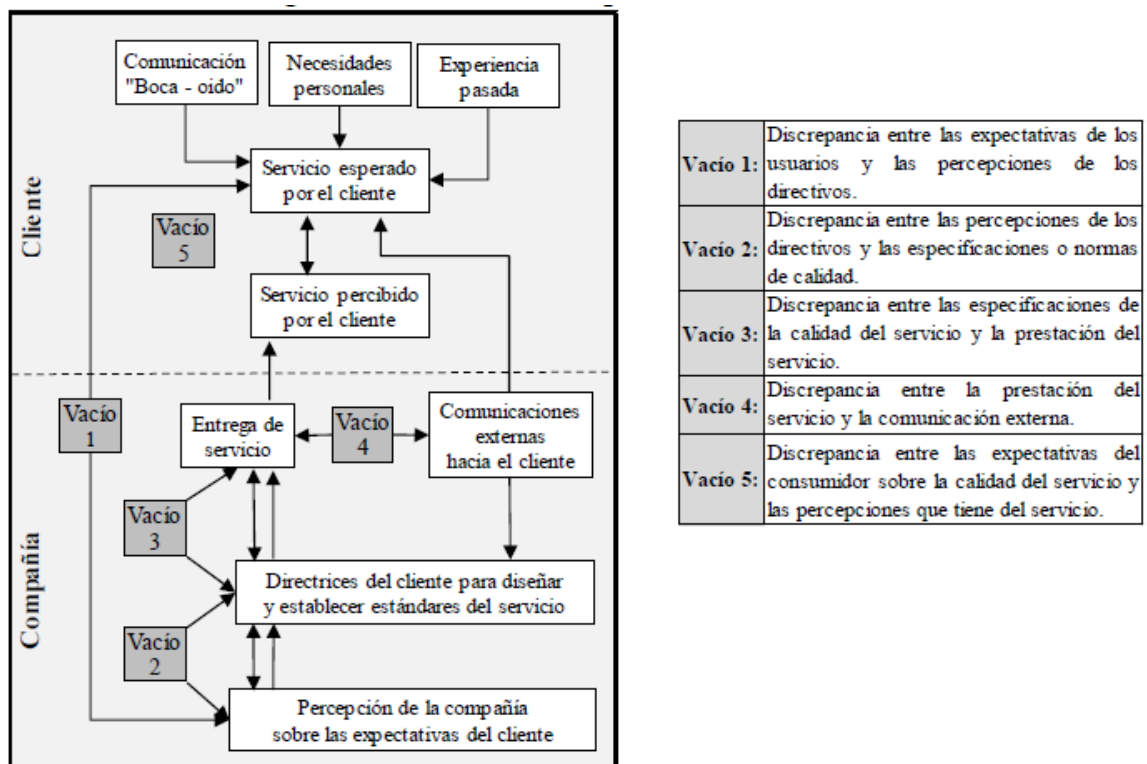 Comunicación
"Boca - oido"
Necesidades
personales
Experiencia
pasada
Servicio esperado
por el cliente
Cliente
Vacío
5
Servicio percibido
por el cliente
Vacío
1
Entrega de
servicio
Vacío
4
Comunicaciones
externas
hacia el cliente
Vacío
3
Compañía
Directrices del cliente para diseñar
y establecer estándares del servicio
Vacío
2
Percepción de la compañía
sobre las expectativas del cliente
Vacío 1: Discrepancia entre las expectativas de los
usuarios y las percepciones de los
directivos.
Vacío 2: Discrepancia entre las percepciones de los
directivos y las especificaciones o normas
de calidad.
Vacío 3: Discrepancia entre las especificaciones de
la calidad del servicio y la prestación del
servicio.
Vacío 4: Discrepancia entre la prestación del
servicio y la comunicación externa.
Vacío 5: Discrepancia entre las expectativas del
consumidor sobre la calidad del servicio y
las percepciones que tiene del servicio.